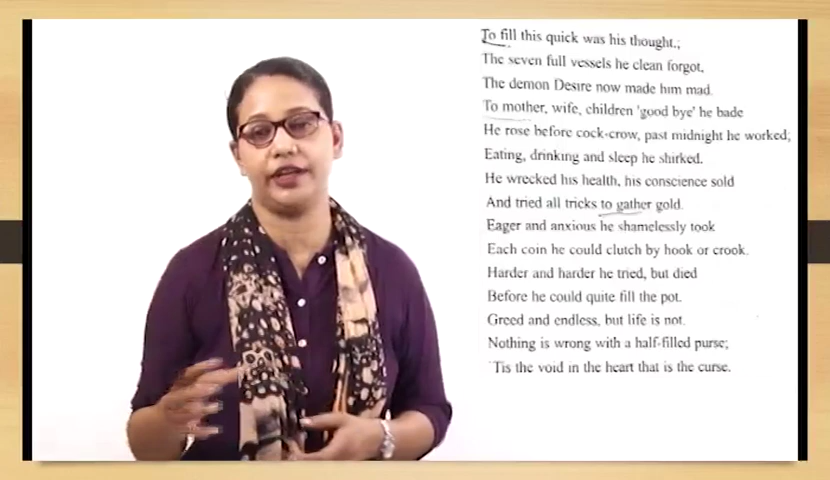 To fill this quick was his thought,;
The seven full vessels he clean forgot,
The demon Desire now made him mad.
To mother, wife, children 'good bye' he bade
He rose before cock-crow, past midnight he worked;
Eating, drinking and sleep he shirked.
He wrecked his health, his conscience sold
And tried all tricks to gather gold.
Eager and anxious he shamelessly took
Each coin he could clutch by hook or crook.
Harder and harder he tried, but died
Before he could quite fill the pot.
Greed and endless, but life is not.
Nothing is wrong with a half-filled purse;
'Tis the void in the heart that is the curse.